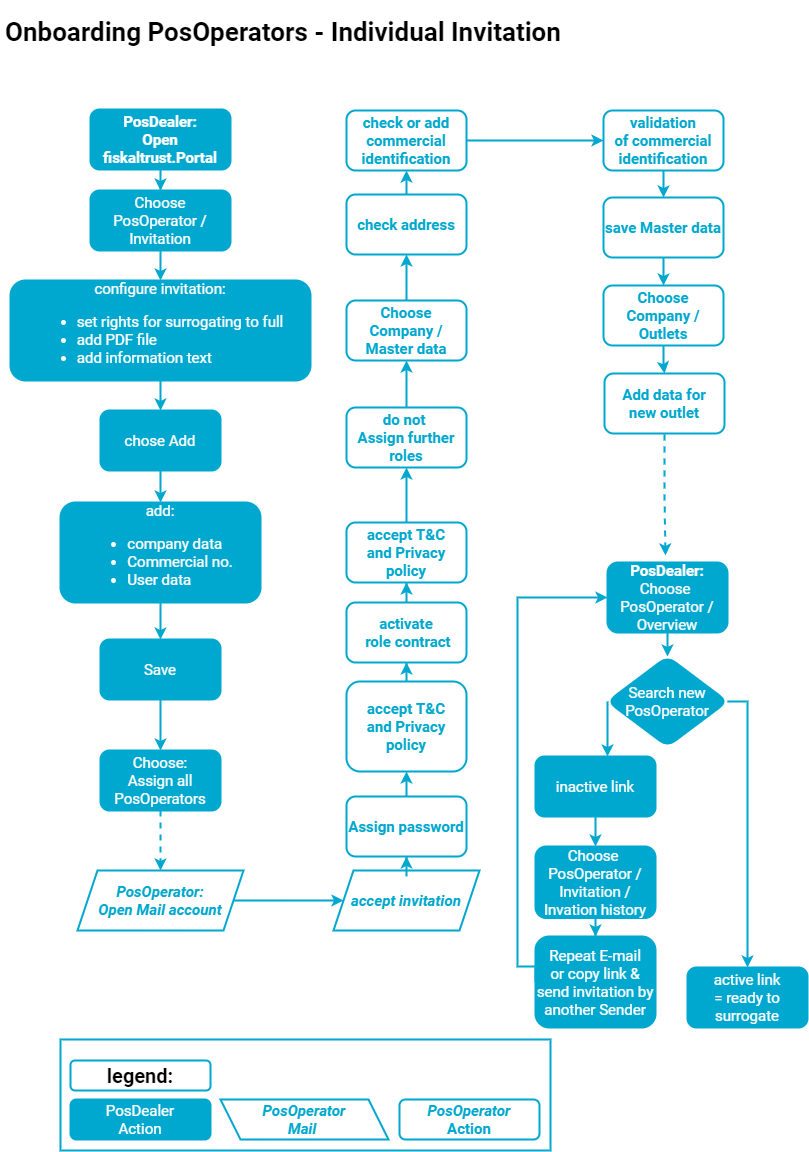 Onboarding PosOperators - Individual Invitation
PosDealer:
Open
fiskaltrust.Portal
Choose
PosOperator /
Invitation
configure invitation:
• set rights for surrogating to full
• add PDF file
• add information text
chose Add
add:
• company data
• Commercial no.
• User data
Save
Choose:
Assign all
PosOperators
PosOperator:
Open Mail account
accept invitation
Assign password
accept T&C
and Privacy
policy
activate
role contract
accept T&C
and Privacy
policy
do not
Assign further
roles
Choose
Company /
Master data
check address
check or add
commercial
identification
validation
of commercial
identification
save Master data
Choose
Company /
Outlets
Add data for
new outlet
PosDealer:
Choose
PosOperator /
Overview
Search new
PosOperator
inactive link
Choose
PosOperator /
Invitation /
Invation history
Repeat E-mail
or copy link &
send invitation by
another Sender
active link
= ready to
surrogate
legend:
PosDealer
Action
PosOperator
Mail
PosOperator
Action